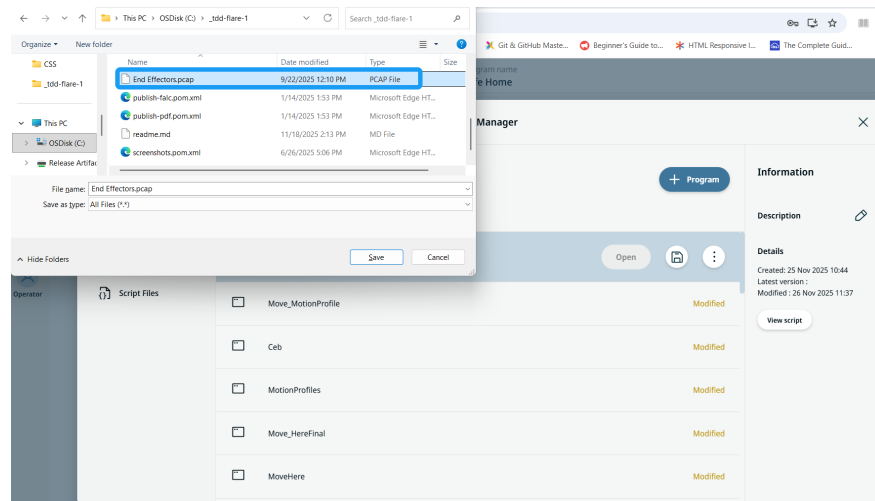 This PC > OSDisk (C:) > _tdd-flare-1
Search _tdd-flare-1
Organize
New folder
CSS
_tdd-flare-1
This PC
OSDisk (C:)
Release Artifac
Name
Date modified
Type
Size
End Effectors.pcap
9/22/2025 12:10 PM
PCAP File
publish-falc.pom.xml
1/14/2025 1:53 PM
Microsoft Edge HT...
publish-pdf.pom.xml
1/14/2025 1:53 PM
Microsoft Edge HT...
readme.md
11/18/2025 2:13 PM
MD File
screenshots.pom.xml
6/26/2025 5:06 PM
Microsoft Edge HT...
File name:
End Effectors.pcap
Save as type:
All Files (*.*)
Hide Folders
Save
Cancel
Git & GitHub Maste...
Beginner's Guide to...
HTML Responsive I...
The Complete Guid...
gram name
fe Home
Manager
Program
Information
Description
Details
Created: 25 Nov 2025 10:44
Latest version :
Modified : 26 Nov 2025 11:37
View script
Open
Operator
Script Files
Move_MotionProfile
Modified
Ceb
Modified
MotionProfiles
Modified
Move_HereFinal
Modified
MoveHere
Modified